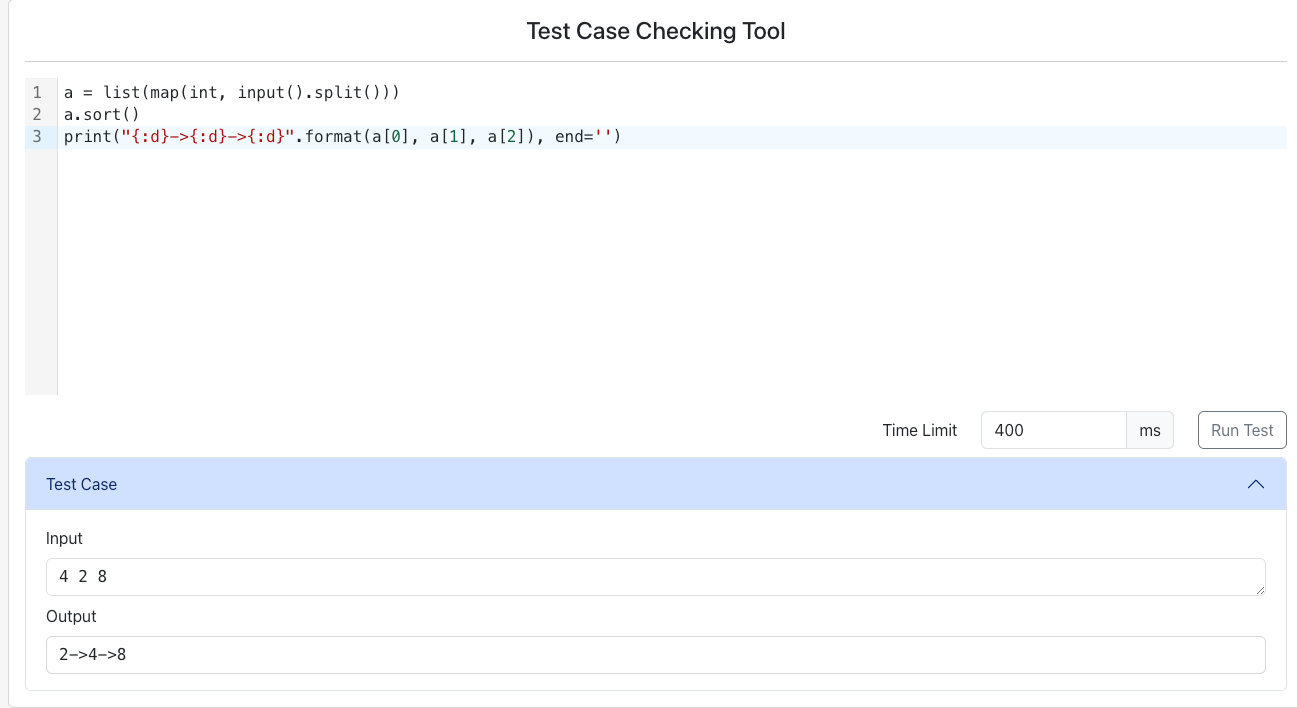 Test Case Checking Tool
1 a = list(map(int, input().split()))
2 a.sort()
3 print("{:d}->{:d}->{:d}".format(a[0], a[1], a[2]), end='')
Time Limit 400 ms Run Test
Test Case
Input
4 2 8
Output
2->4->8